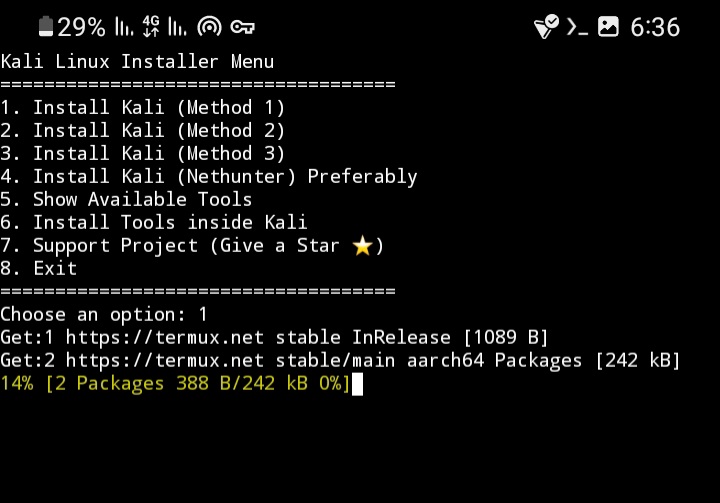 29% 4G 6:36
Kali Linux Installer Menu
====================================
1. Install Kali (Method 1)
2. Install Kali (Method 2)
3. Install Kali (Method 3)
4. Install Kali (Nethunter) Preferably
5. Show Available Tools
6. Install Tools inside Kali
7. Support Project (Give a Star ⭐)
8. Exit
====================================
Choose an option: 1
Get:1 https://termux.net stable InRelease [1089 B]
Get:2 https://termux.net stable/main aarch64 Packages [242 kB]
14% [2 Packages 388 B/242 kB 0%]